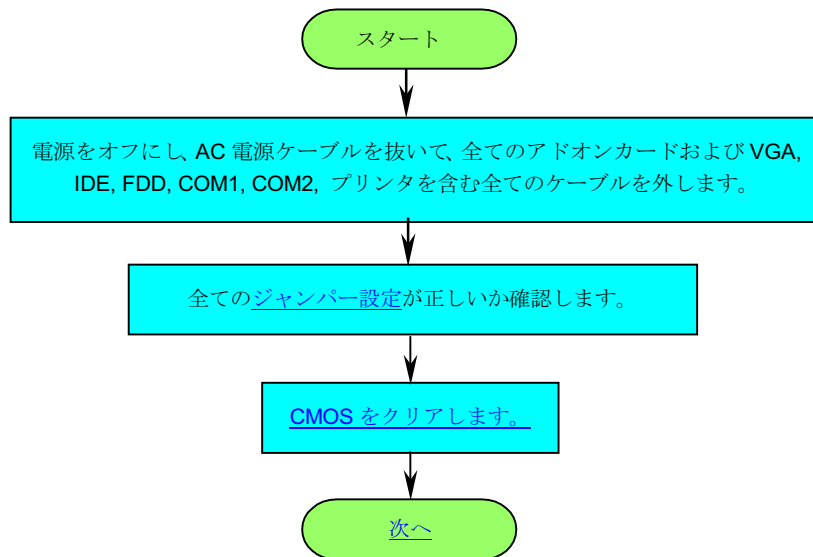 スタート
電源をオフにし、AC 電源ケーブルを抜いて、全てのアドオンカードおよび VGA,
IDE, FDD, COM1, COM2, プリンタを含む全てのケーブルを外します。
全てのジャンパー設定が正しいか確認します。
CMOS をクリアします。
次へ